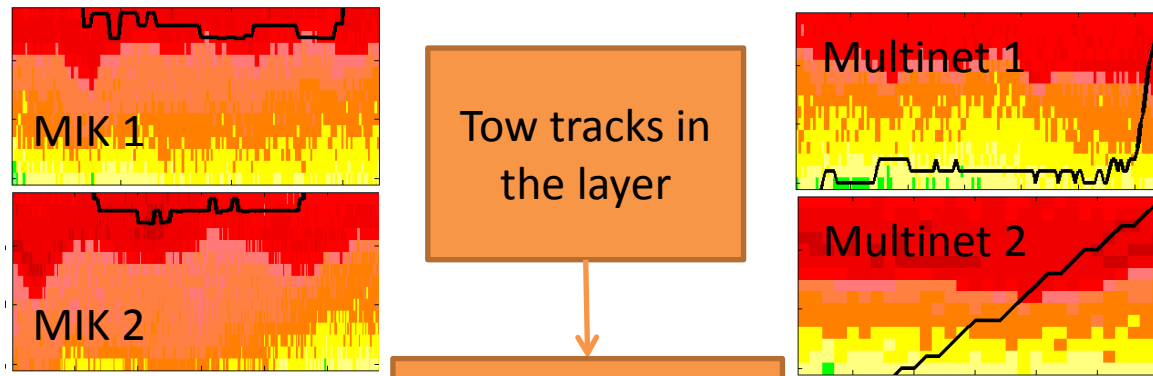 MIK 1
MIK 2
Tow tracks in
the layer
Multinet 1
Multinet 2